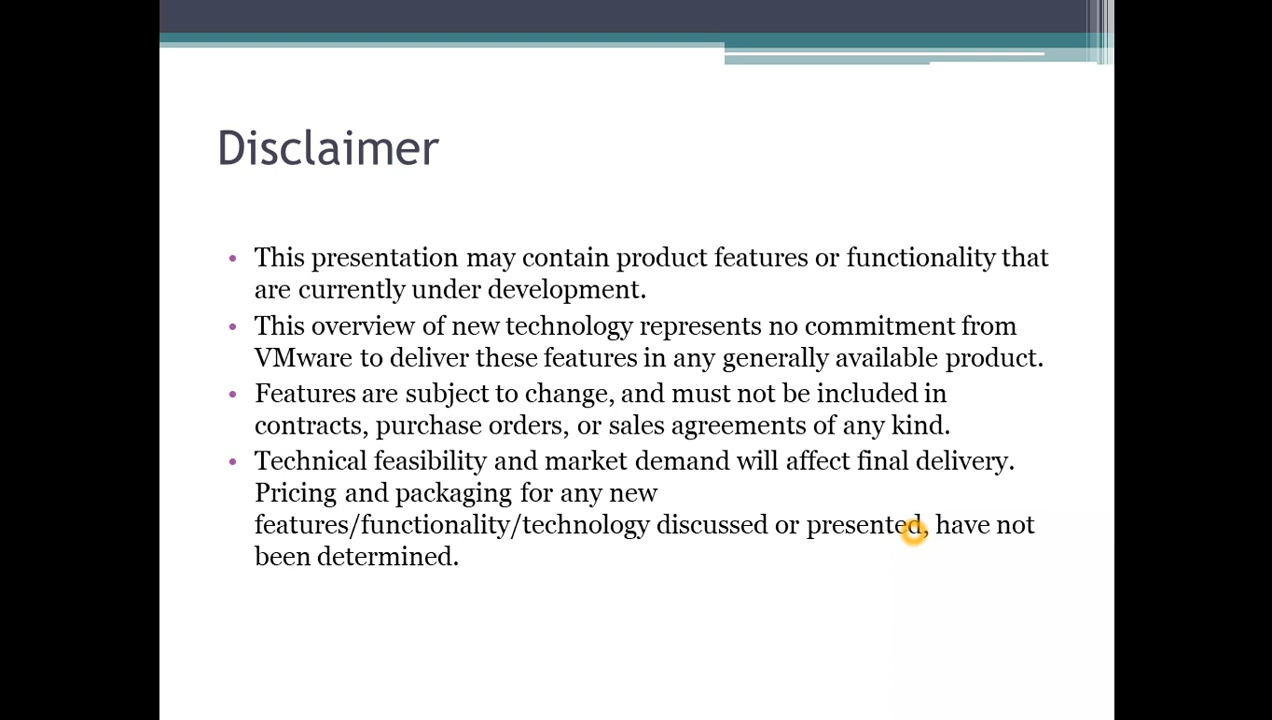 Disclaimer
• This presentation may contain product features or functionality that
are currently under development.
• This overview of new technology represents no commitment from
VMware to deliver these features in any generally available product.
• Features are subject to change, and must not be included in
contracts, purchase orders, or sales agreements of any kind.
• Technical feasibility and market demand will affect final delivery.
Pricing and packaging for any new
features/functionality/technology discussed or presented, have not
been determined.